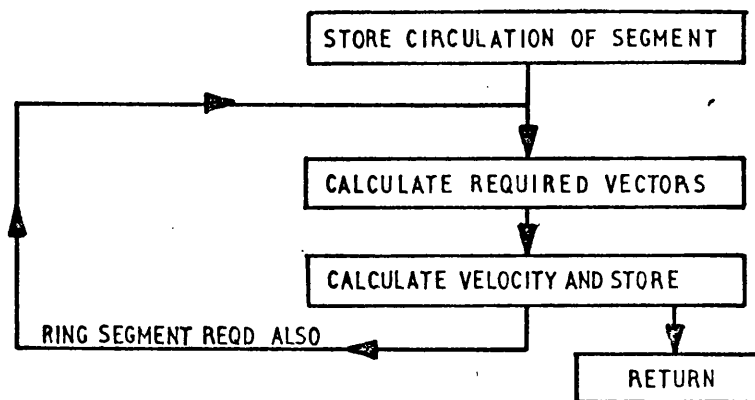 STORE CIRCULATION OF SEGMENT
CALCULATE REQUIRED VECTORS
CALCULATE VELOCITY AND STORE
RING SEGMENT REQD ALSO
RETURN